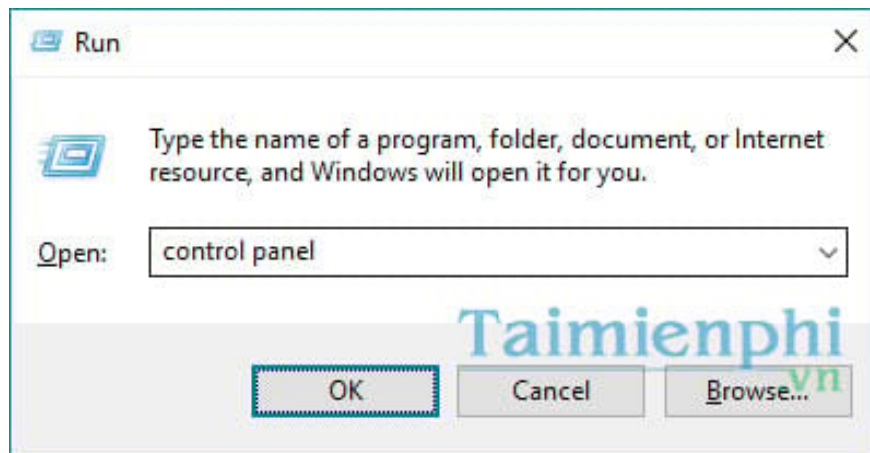 Run
Type the name of a program, folder, document, or Internet
resource, and Windows will open it for you.
Open: control panel
Taimienphi
.vn
OK Cancel Browse...